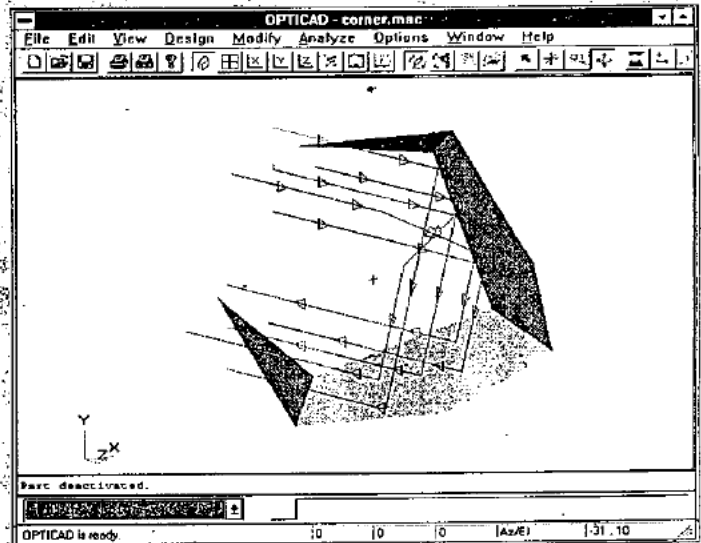 OPTICAD - corner.mac
File Edit View Design Modify Analyze Options Window Help
Y
Z X
Part deactivated.
OPTICAD is ready. 0 0 0 (Az/El) -31, 10